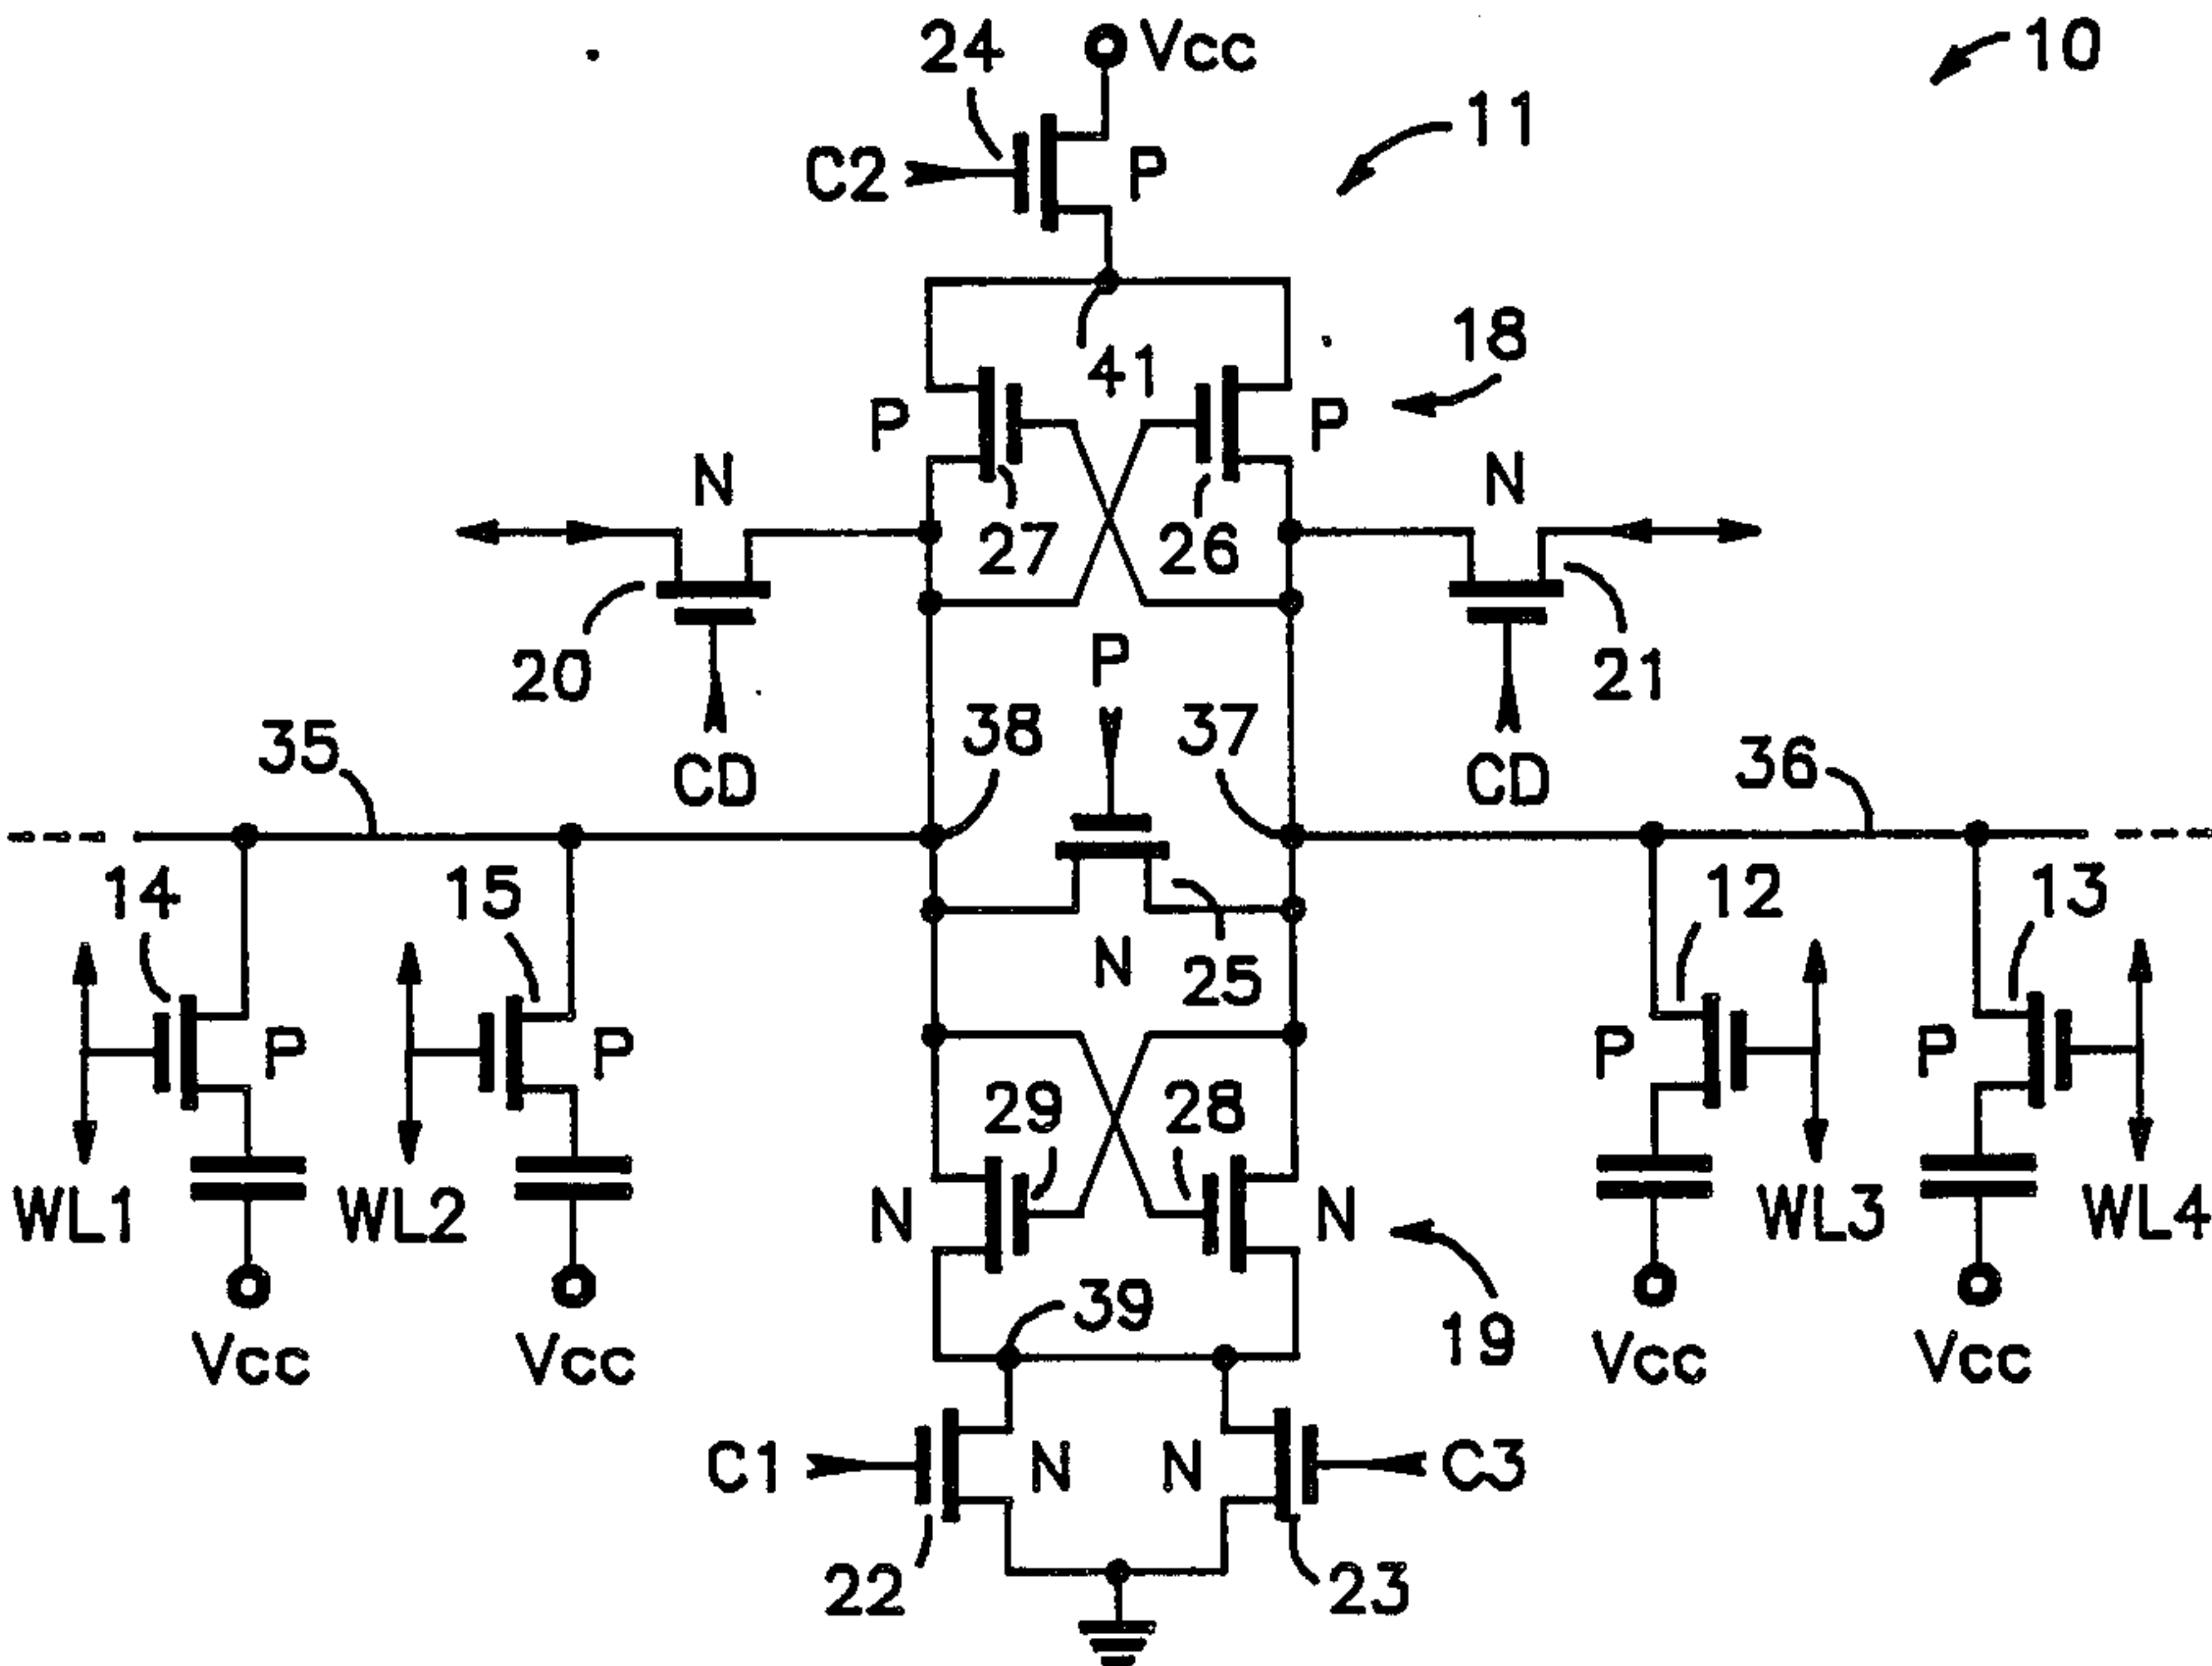 24 Vcc 10
11
C2 P
18
41
P P
N N
27 26
20 P 21
35 38 37 36
CD CD
14 15 12 13
N 25
P P P P
29 28
WL1 WL2 N N WL3 WL4
39
19
Vcc Vcc Vcc Vcc
C1 N N C3
22 23